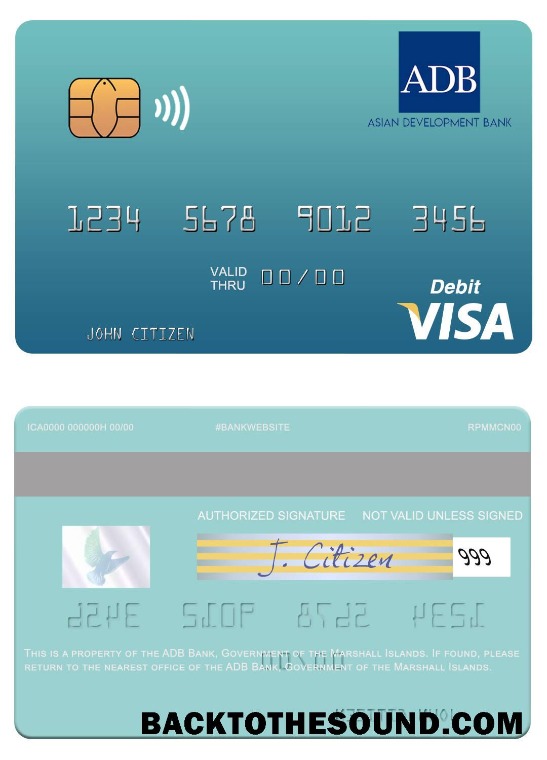 ADB
ASIAN DEVELOPMENT BANK
1234 5678 9012 3456
VALID THRU 00/00
Debit
VISA
JOHN CITIZEN
ICA0000 000000H 00/00 #BANKWEBSITE RPMMCN00
AUTHORIZED SIGNATURE NOT VALID UNLESS SIGNED
J. Citizen 999
THIS IS A PROPERTY OF THE ADB BANK, GOVERNMENT OF THE MARSHALL ISLANDS. IF FOUND, PLEASE
RETURN TO THE NEAREST OFFICE OF THE ADB BANK, GOVERNMENT OF THE MARSHALL ISLANDS.
BACKTOTHESOUND.COM